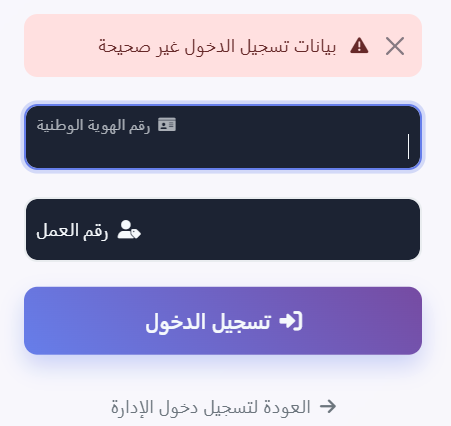 بيانات تسجيل الدخول غير صحيحة
رقم الهوية الوطنية
رقم العمل
تسجيل الدخول
العودة لتسجيل دخول الإدارة